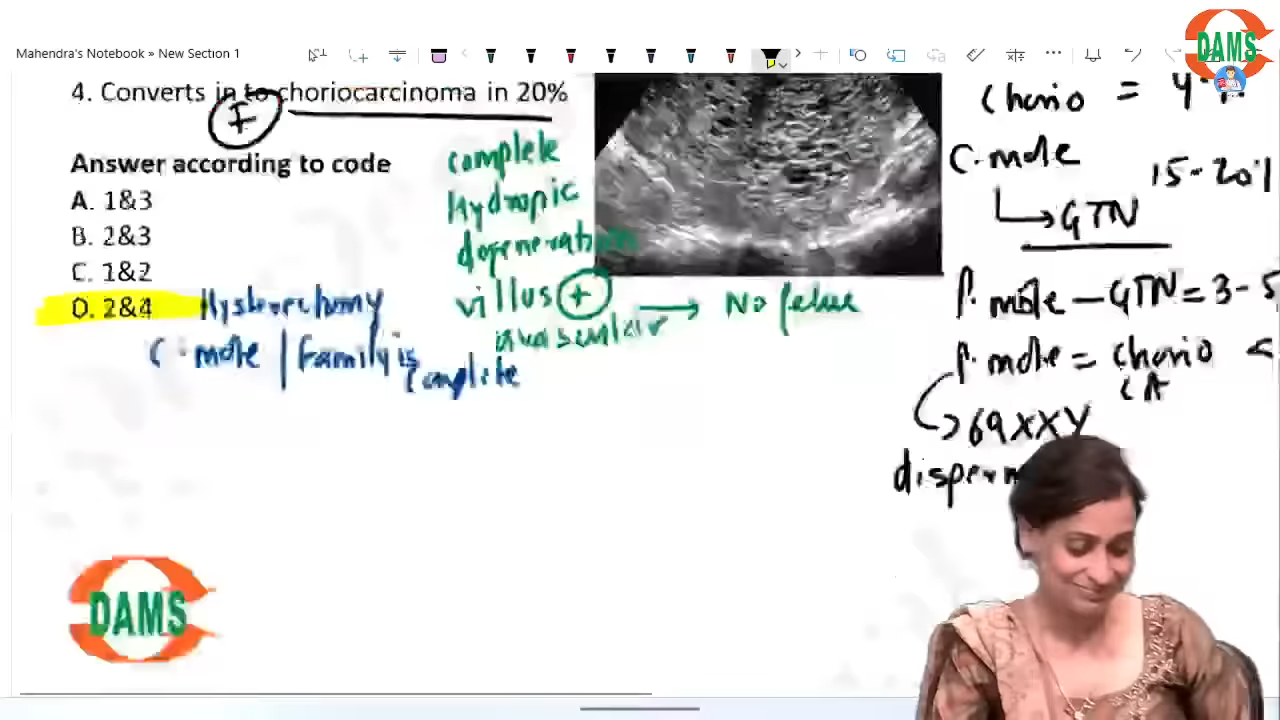 Mahendra's Notebook » New Section 1
DAMS
4. Converts in to choriocarcinoma in 20%
F
Answer according to code
A. 1&3
B. 2&3
C. 1&2
D. 2&4
Hysterectomy
C mole | Family is
complete
complete
Hydropic
degeneration
villus +
avascular → No fetus
Chorio =
C. mole
15-20%
↳ GTN
P. mole – GTN = 3-5
P. mole = Chorio <
CA
69XXY
DAMS